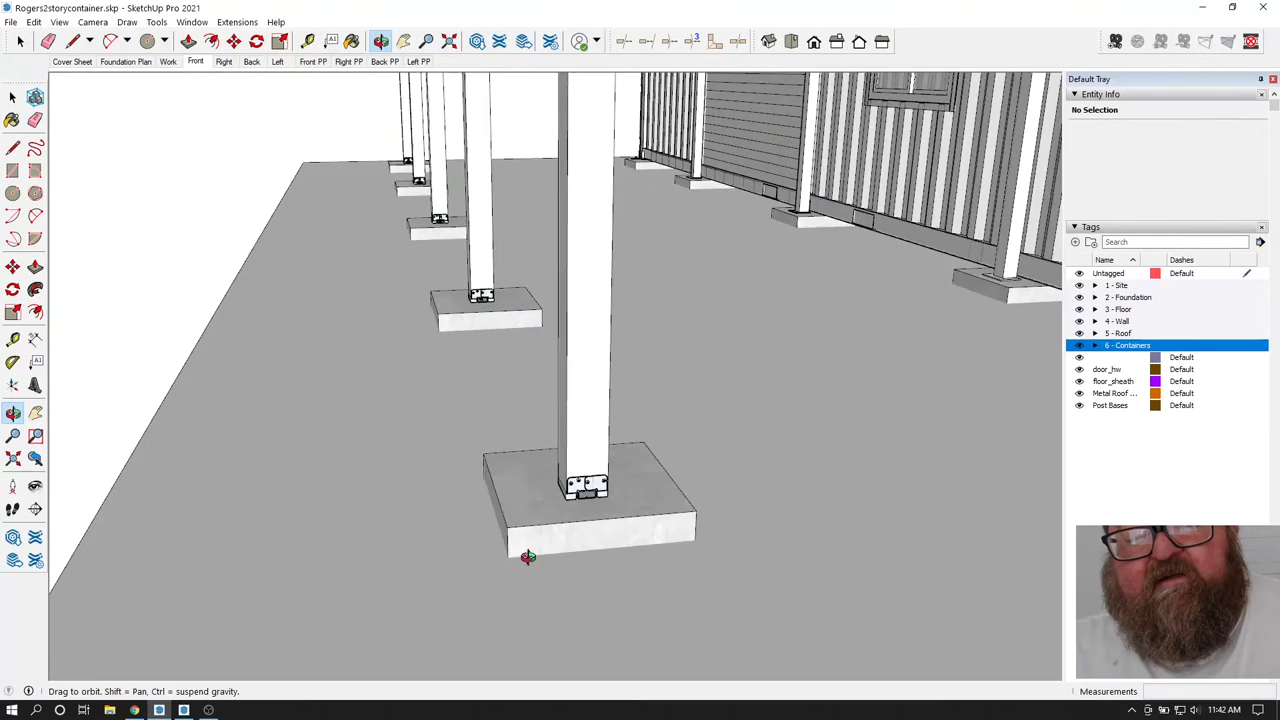 Rogers2storycontainer.skp - SketchUp Pro 2021
File Edit View Camera Draw Tools Window Extensions Help
Cover Sheet Foundation Plan Work Front Right Back Left Front PP Right PP Back PP Left PP
Default Tray
Entity Info
No Selection
Tags
Search
Name Dashes
Untagged Default
1 - Site
2 - Foundation
3 - Floor
4 - Wall
5 - Roof
6 - Containers
Default
door_hw Default
floor_sheath Default
Metal Roof ... Default
Post Bases Default
Drag to orbit. Shift = Pan, Ctrl = suspend gravity.
Measurements
11:42 AM